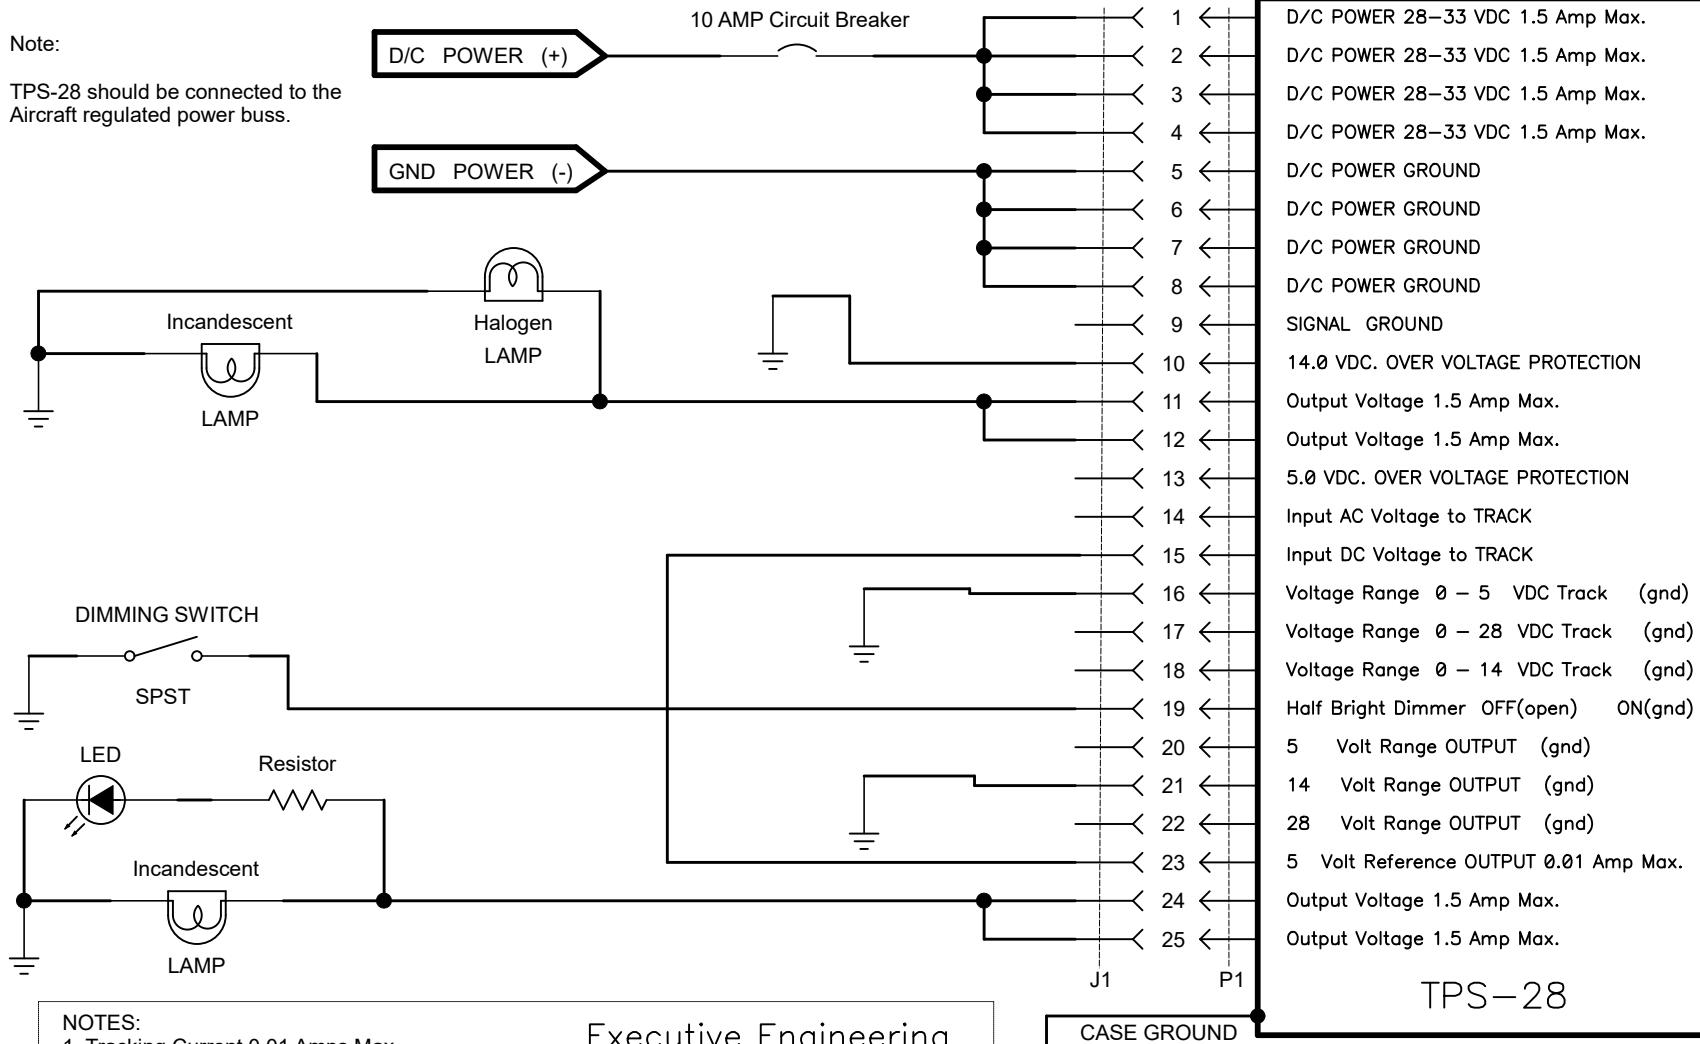 10 AMP Circuit Breaker
Note:
TPS-28 should be connected to the
Aircraft regulated power buss.
D/C POWER (+)
GND POWER (-)
Halogen
LAMP
Incandescent
LAMP
DIMMING SWITCH
SPST
LED
Resistor
Incandescent
LAMP
1 D/C POWER 28-33 VDC 1.5 Amp Max.
2 D/C POWER 28-33 VDC 1.5 Amp Max.
3 D/C POWER 28-33 VDC 1.5 Amp Max.
4 D/C POWER 28-33 VDC 1.5 Amp Max.
5 D/C POWER GROUND
6 D/C POWER GROUND
7 D/C POWER GROUND
8 D/C POWER GROUND
9 SIGNAL GROUND
10 14.0 VDC. OVER VOLTAGE PROTECTION
11 Output Voltage 1.5 Amp Max.
12 Output Voltage 1.5 Amp Max.
13 5.0 VDC. OVER VOLTAGE PROTECTION
14 Input AC Voltage to TRACK
15 Input DC Voltage to TRACK
16 Voltage Range 0 - 5 VDC Track (gnd)
17 Voltage Range 0 - 28 VDC Track (gnd)
18 Voltage Range 0 - 14 VDC Track (gnd)
19 Half Bright Dimmer OFF(open) ON(gnd)
20 5 Volt Range OUTPUT (gnd)
21 14 Volt Range OUTPUT (gnd)
22 28 Volt Range OUTPUT (gnd)
23 5 Volt Reference OUTPUT 0.01 Amp Max.
24 Output Voltage 1.5 Amp Max.
25 Output Voltage 1.5 Amp Max.
J1 P1
TPS-28
CASE GROUND
NOTES:
1. Tracking Current 0.01 Amps Max.
Executive Engineering